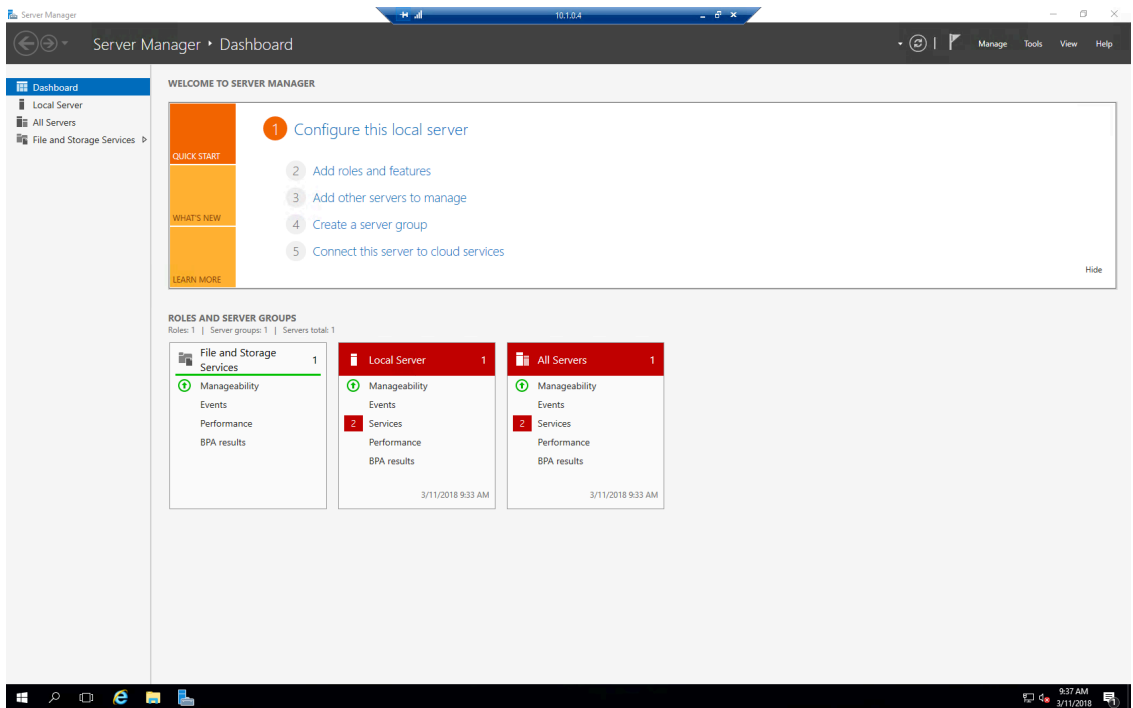 Server Manager
10.1.0.4
Server Manager • Dashboard
Manage Tools View Help
Dashboard
Local Server
All Servers
File and Storage Services
WELCOME TO SERVER MANAGER
QUICK START
WHAT'S NEW
LEARN MORE
1 Configure this local server
2 Add roles and features
3 Add other servers to manage
4 Create a server group
5 Connect this server to cloud services
Hide
ROLES AND SERVER GROUPS
Roles: 1 | Server groups: 1 | Servers total: 1
File and Storage
Services
1
Manageability
Events
Performance
BPA results
Local Server 1
Manageability
Events
2 Services
Performance
BPA results
3/11/2018 9:33 AM
All Servers 1
Manageability
Events
2 Services
Performance
BPA results
3/11/2018 9:33 AM
9:37 AM
3/11/2018
1